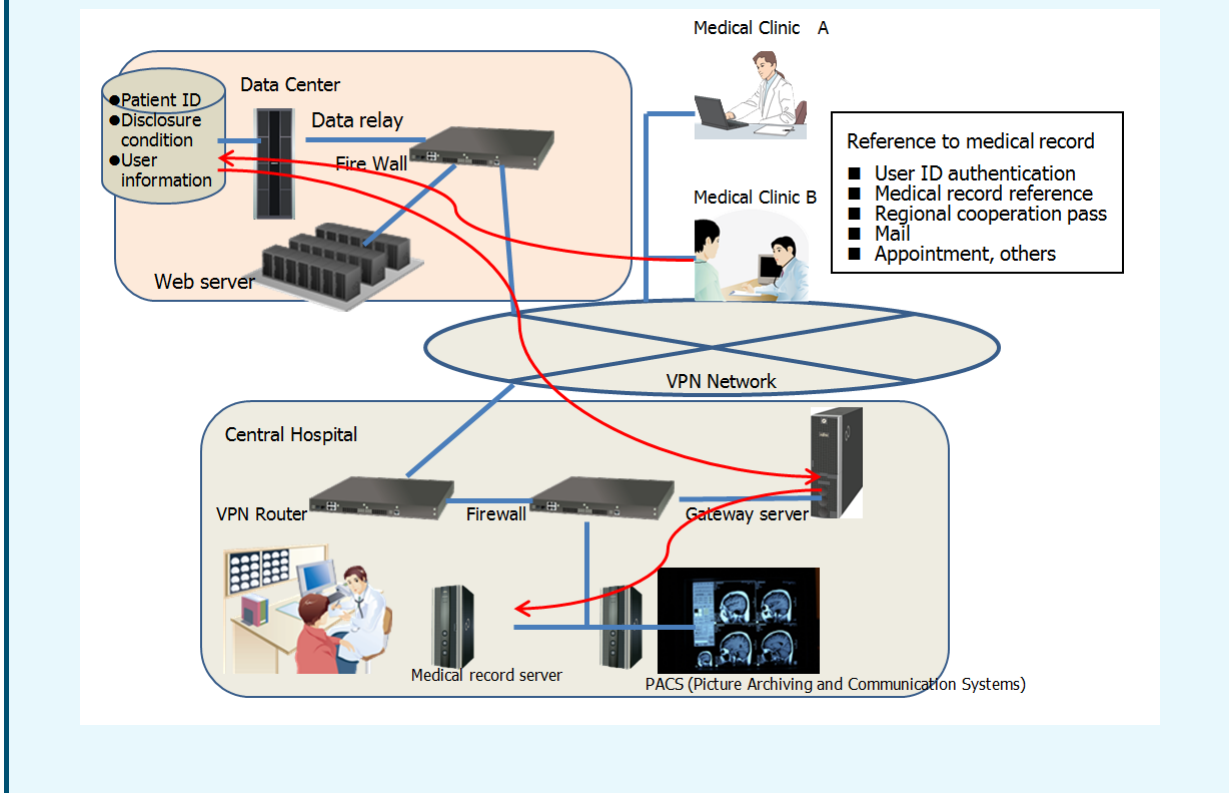 Medical Clinic A
Data Center
●Patient ID
●Disclosure
condition
●User
information
Data relay
Fire Wall
Web server
Medical Clinic B
Reference to medical record
■ User ID authentication
■ Medical record reference
■ Regional cooperation pass
■ Mail
■ Appointment, others
VPN Network
Central Hospital
VPN Router
Firewall
Gateway server
Medical record server
PACS (Picture Archiving and Communication Systems)